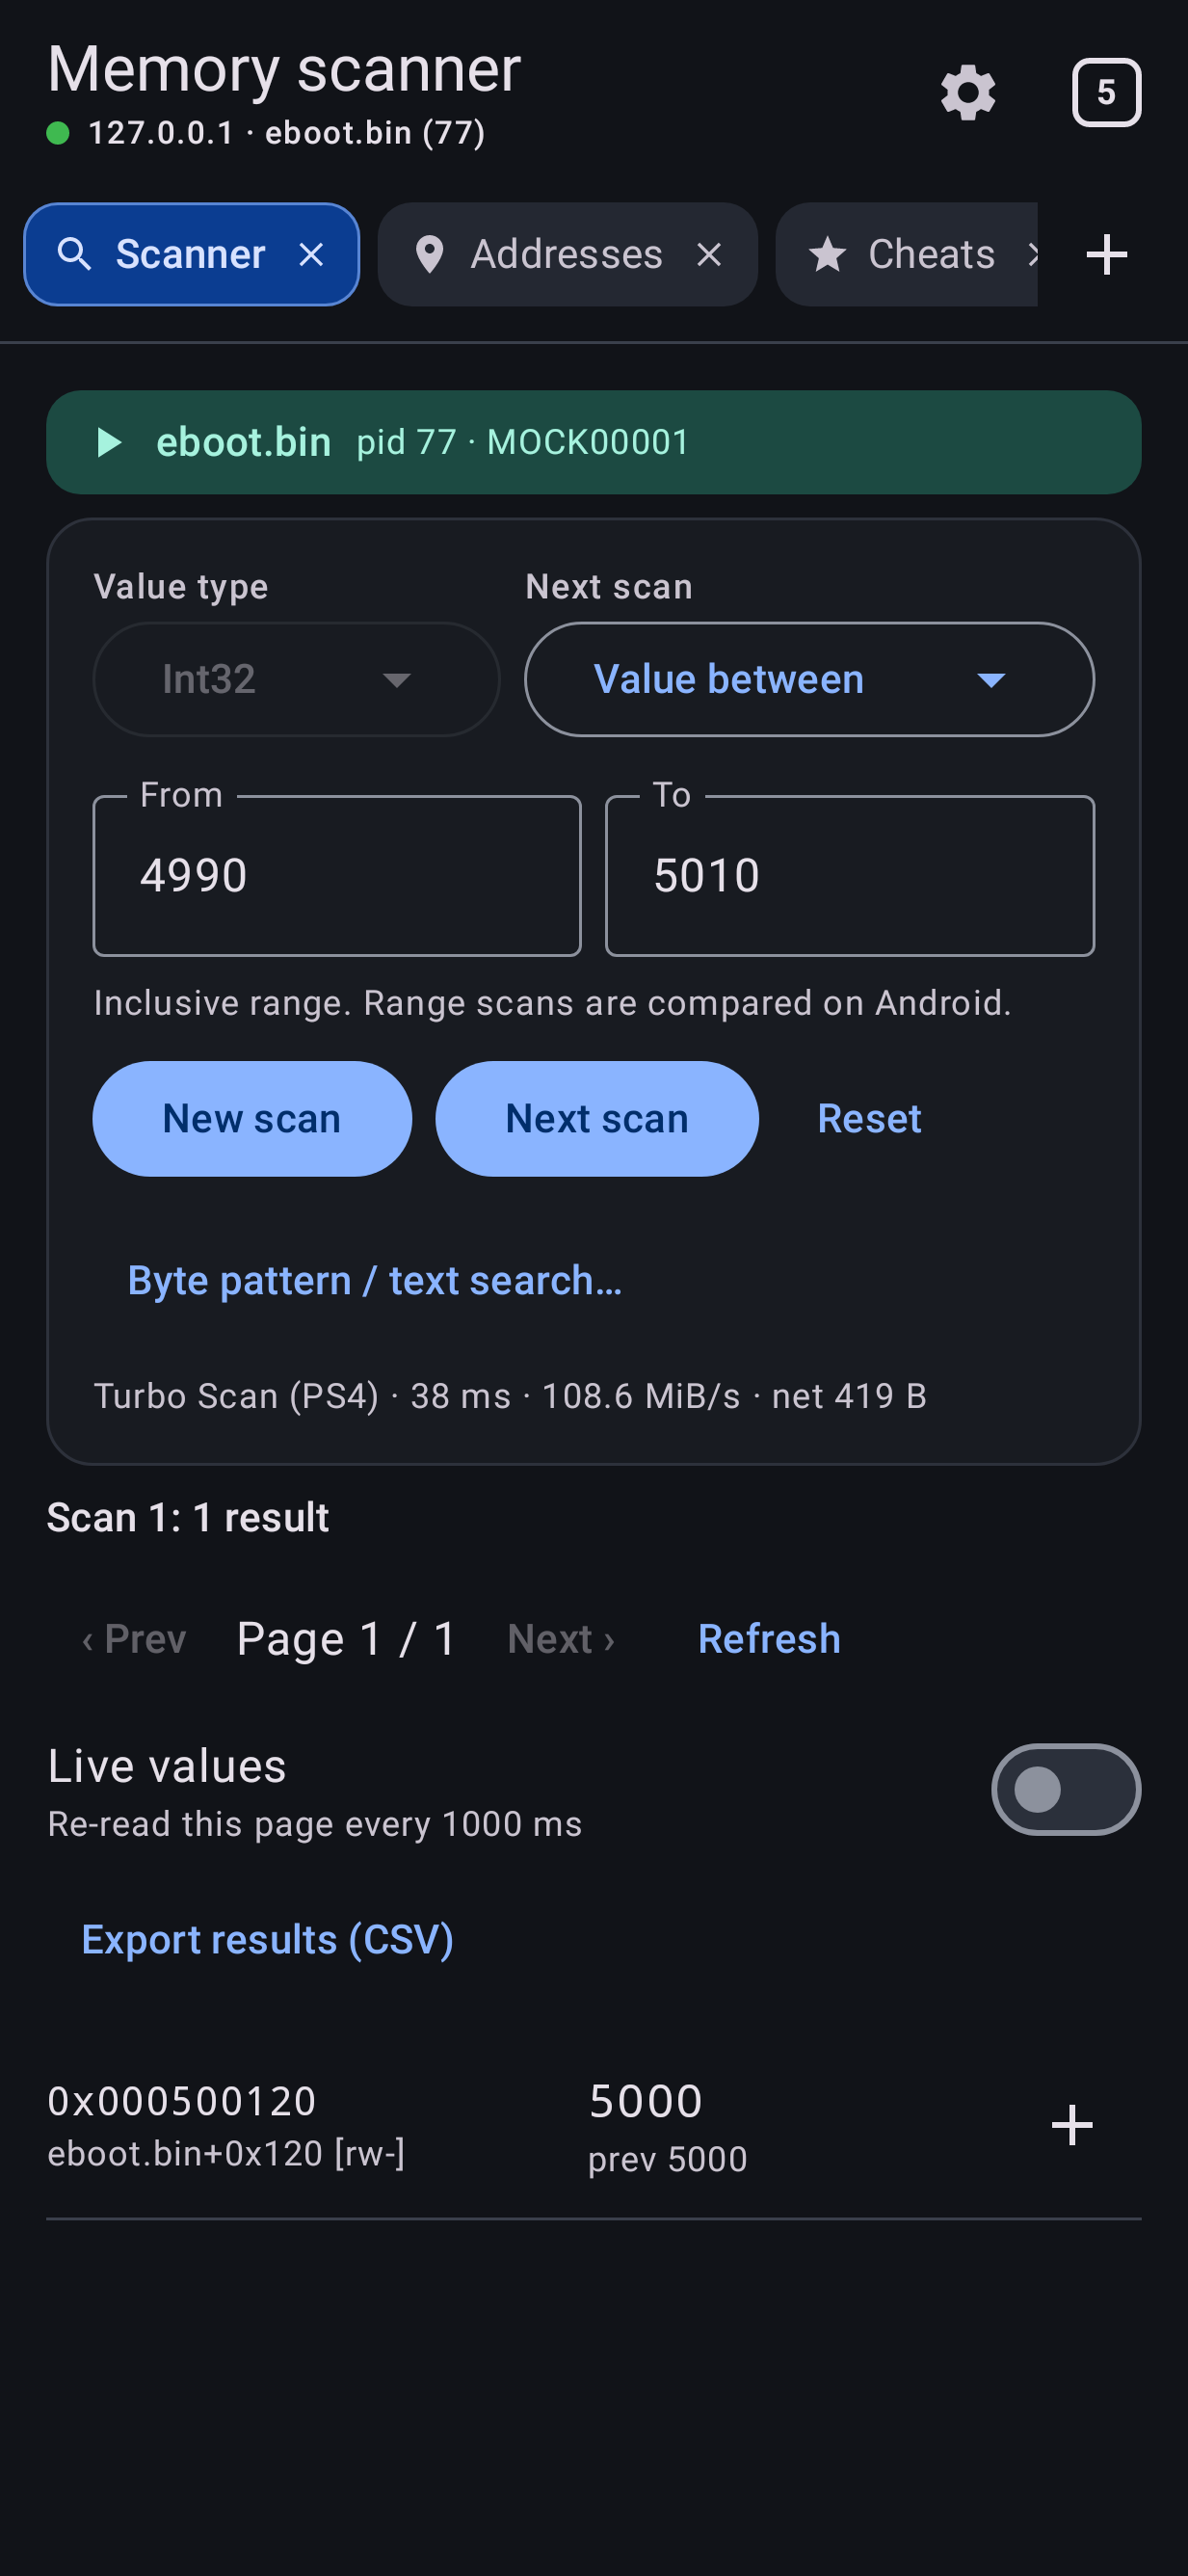 Memory scanner
5
127.0.0.1 · eboot.bin (77)
Scanner
Addresses
Cheats
eboot.bin pid 77 · MOCK00001
Value type
Next scan
Int32
Value between
From
To
4990
5010
Inclusive range. Range scans are compared on Android.
New scan
Next scan
Reset
Byte pattern / text search…
Turbo Scan (PS4) · 38 ms · 108.6 MiB/s · net 419 B
Scan 1: 1 result
‹ Prev
Page 1 / 1
Next ›
Refresh
Live values
Re-read this page every 1000 ms
Export results (CSV)
0x000500120
5000
eboot.bin+0x120 [rw-]
prev 5000